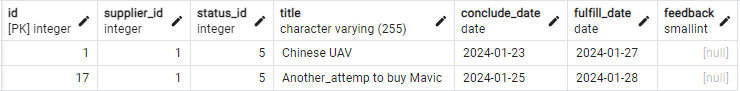 id supplier_id status_id title conclude_date fulfill_date feedback
[PK] integer integer integer character varying (255) date date smallint
1 1 5 Chinese UAV 2024-01-23 2024-01-27 [null]
17 1 5 Another_attemp to buy Mavic 2024-01-25 2024-01-28 [null]